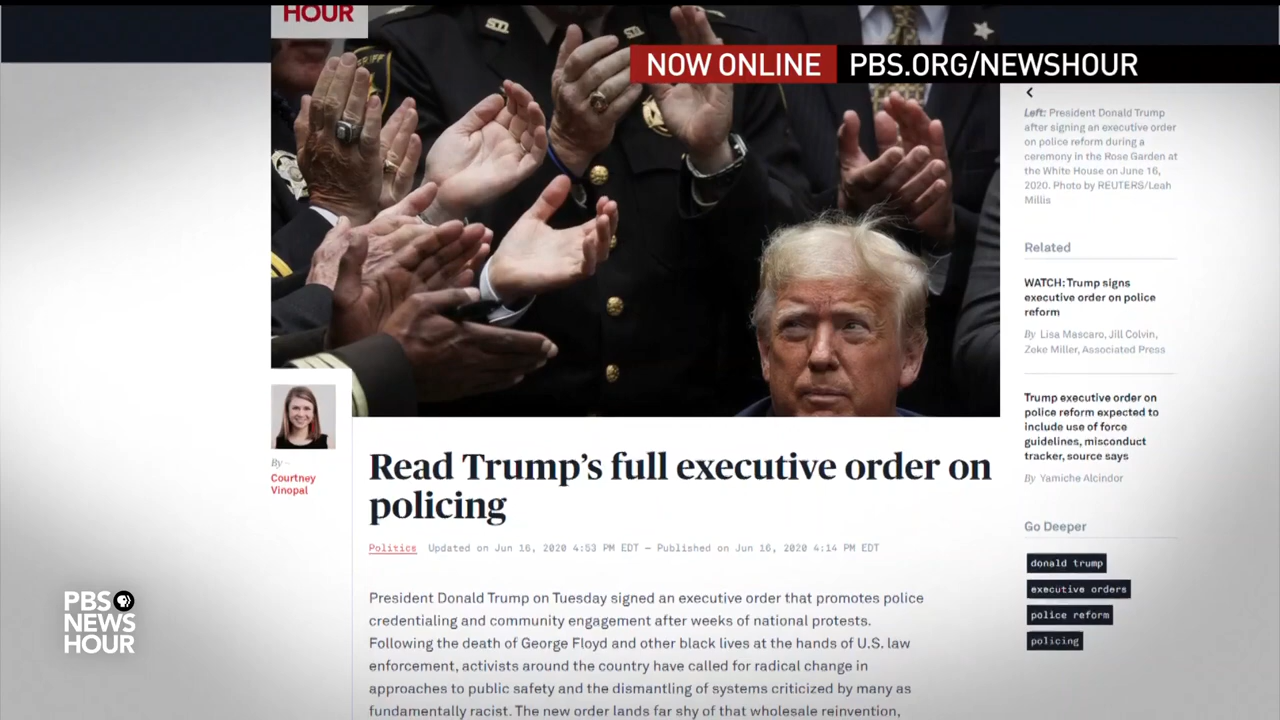 HOUR
NOW ONLINE PBS.ORG/NEWSHOUR
Left: President Donald Trump
after signing an executive order
on police reform during a
ceremony in the Rose Garden at
the White House on June 16,
2020. Photo by REUTERS/Leah
Millis
Related
WATCH: Trump signs
executive order on police
reform
By Lisa Mascaro, Jill Colvin,
Zeke Miller, Associated Press
Trump executive order on
police reform expected to
include use of force
guidelines, misconduct
tracker, source says
By Yamiche Alcindor
Go Deeper
donald trump
executive orders
police reform
policing
By —
Courtney
Vinopal
Read Trump's full executive order on
policing
Politics Updated on Jun 16, 2020 4:53 PM EDT — Published on Jun 16, 2020 4:14 PM EDT
President Donald Trump on Tuesday signed an executive order that promotes police
credentialing and community engagement after weeks of national protests.
Following the death of George Floyd and other black lives at the hands of U.S. law
enforcement, activists around the country have called for radical change in
approaches to public safety and the dismantling of systems criticized by many as
fundamentally racist. The new order lands far shy of that wholesale reinvention,
PBS
NEWS
HOUR